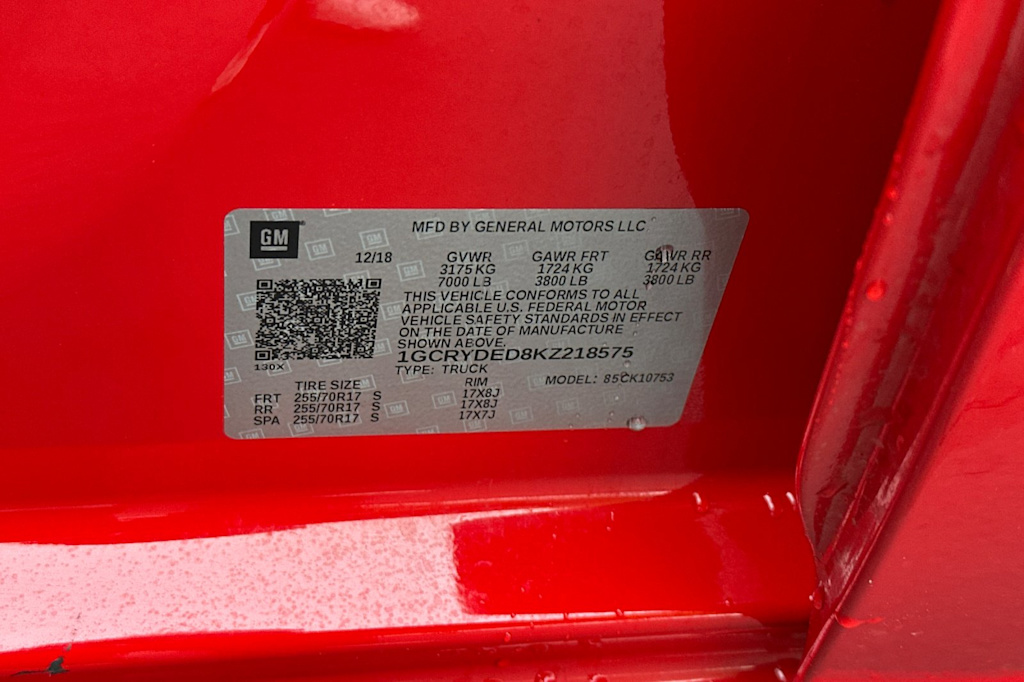 GM
MFD BY GENERAL MOTORS LLC
12/18
GVWR GAWR FRT GAWR RR
3175 KG 1724 KG 1724 KG
7000 LB 3800 LB 3800 LB
THIS VEHICLE CONFORMS TO ALL
APPLICABLE U.S. FEDERAL MOTOR
VEHICLE SAFETY STANDARDS IN EFFECT
ON THE DATE OF MANUFACTURE
SHOWN ABOVE.
1GCRYDED8KZ218575
130X
TYPE: TRUCK
MODEL: 85CK10753
TIRE SIZE RIM
FRT 255/70R17 S 17X8J
RR 255/70R17 S 17X8J
SPA 255/70R17 S 17X7J